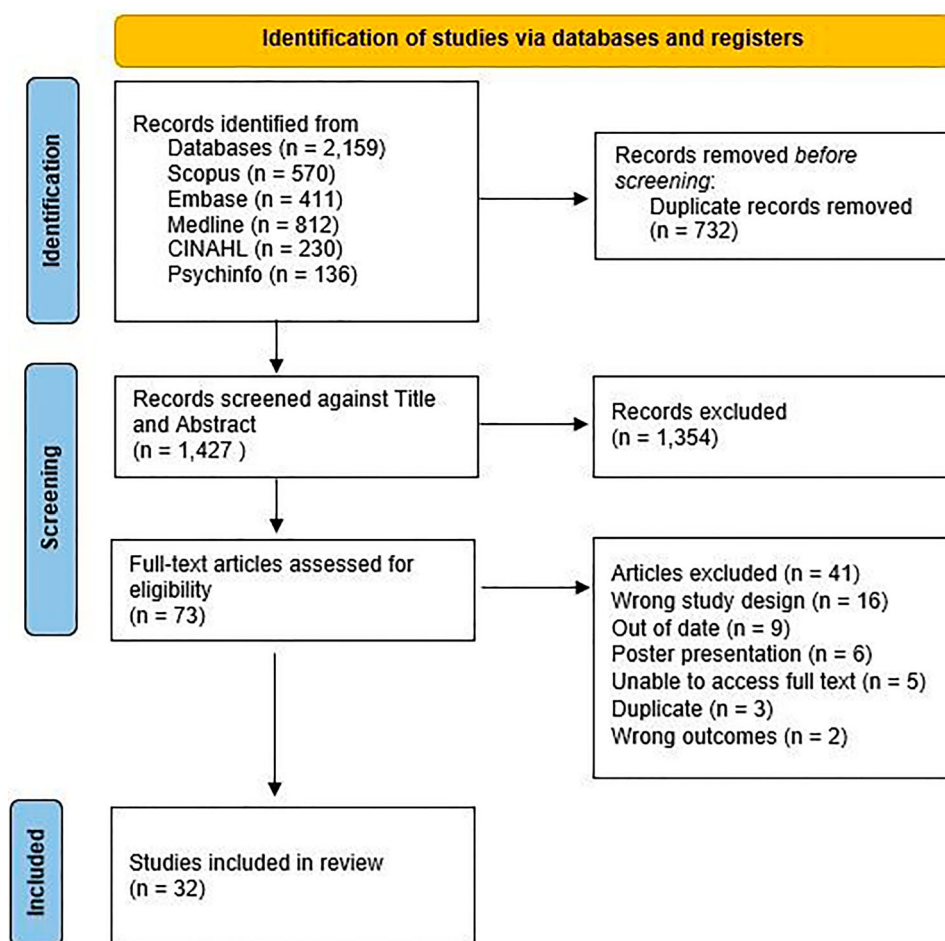 Identification of studies via databases and registers
Identification
Records identified from
Databases (n = 2,159)
Scopus (n = 570)
Embase (n = 411)
Medline (n = 812)
CINAHL (n = 230)
Psychinfo (n = 136)
Records removed before
screening:
Duplicate records removed
(n = 732)
Screening
Records screened against Title
and Abstract
(n = 1,427 )
Records excluded
(n = 1,354)
Full-text articles assessed for
eligibility
(n = 73)
Articles excluded (n = 41)
Wrong study design (n = 16)
Out of date (n = 9)
Poster presentation (n = 6)
Unable to access full text (n = 5)
Duplicate (n = 3)
Wrong outcomes (n = 2)
Included
Studies included in review
(n = 32)